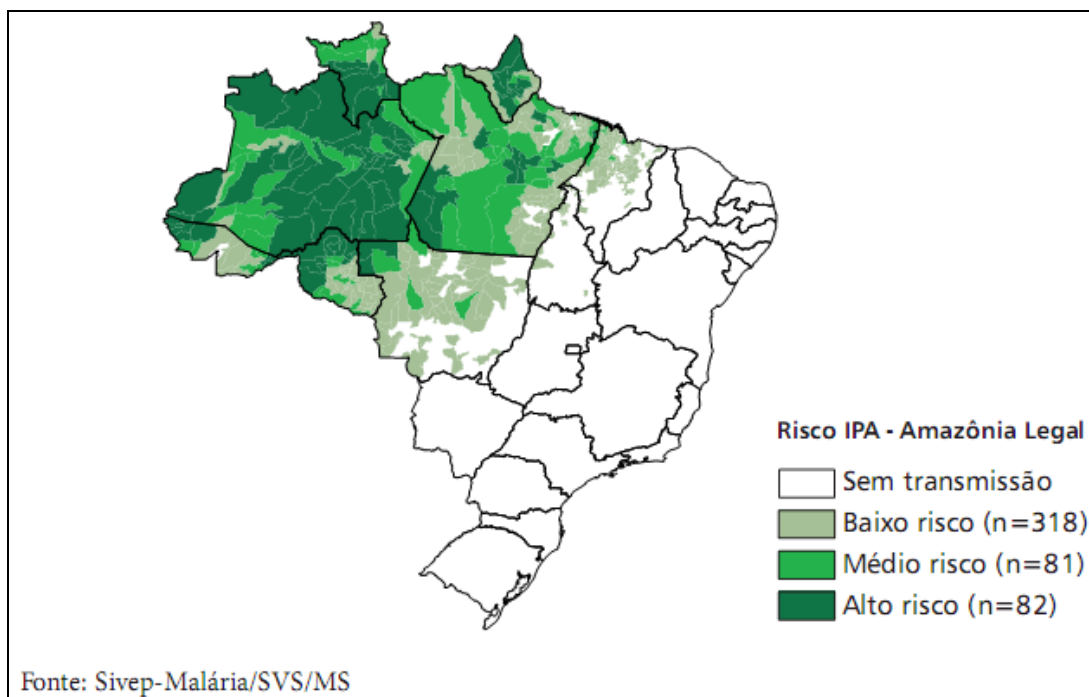 Risco IPA - Amazônia Legal
Sem transmissão
Baixo risco (n=318)
Médio risco (n=81)
Alto risco (n=82)
Fonte: Sivep-Malária/SVS/MS